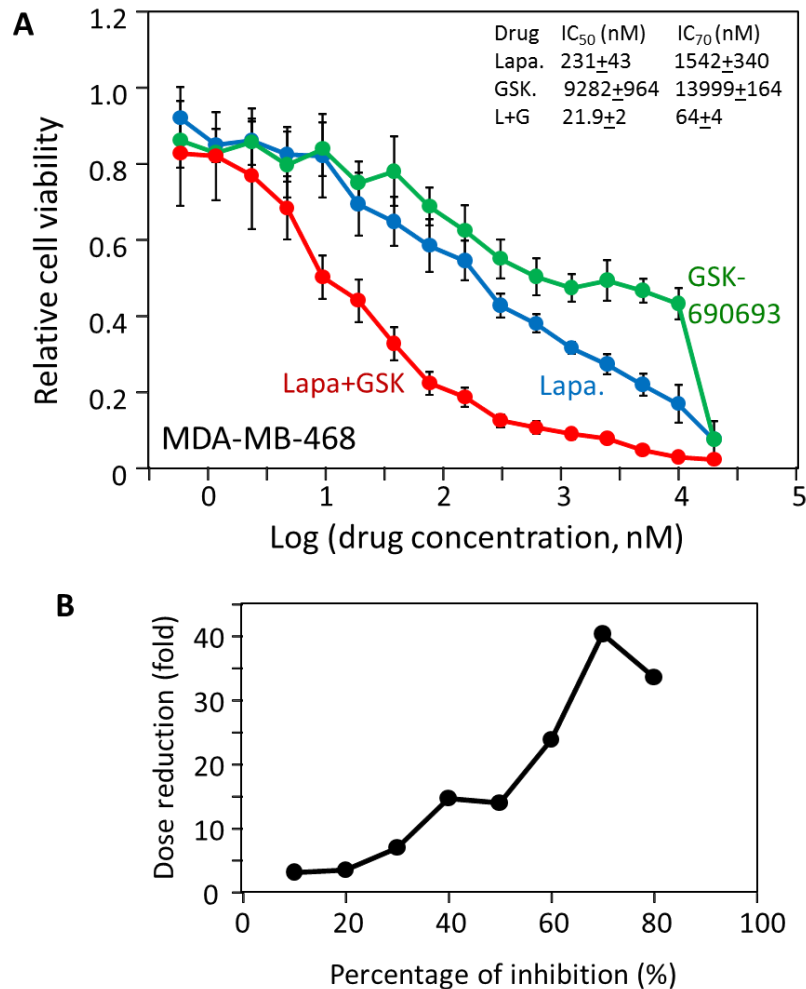 A
Drug IC50 (nM) IC70 (nM)
Lapa. 231±43 1542±340
GSK. 9282±964 13999±164
L+G 21.9±2 64±4
1.2
1.0
0.8
0.6
0.4
0.2
0
Relative cell viability
GSK-
690693
Lapa+GSK
Lapa.
MDA-MB-468
0 1 2 3 4 5
Log (drug concentration, nM)
B
40
30
20
10
0
Dose reduction (fold)
0 20 40 60 80 100
Percentage of inhibition (%)